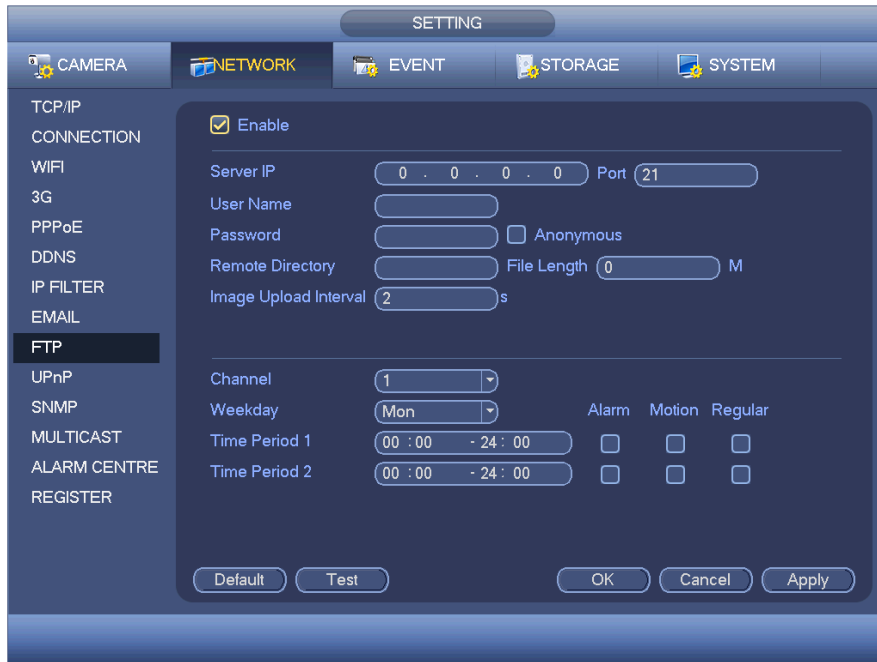 SETTING
CAMERA NETWORK EVENT STORAGE SYSTEM
TCP/IP
CONNECTION
WIFI
3G
PPPoE
DDNS
IP FILTER
EMAIL
FTP
UPnP
SNMP
MULTICAST
ALARM CENTRE
REGISTER
Enable
Server IP 0 . 0 . 0 . 0 Port 21
User Name
Password Anonymous
Remote Directory File Length 0 M
Image Upload Interval 2 s
Channel 1
Weekday Mon Alarm Motion Regular
Time Period 1 00 :00 - 24 : 00
Time Period 2 00 :00 - 24 : 00
Default Test OK Cancel Apply